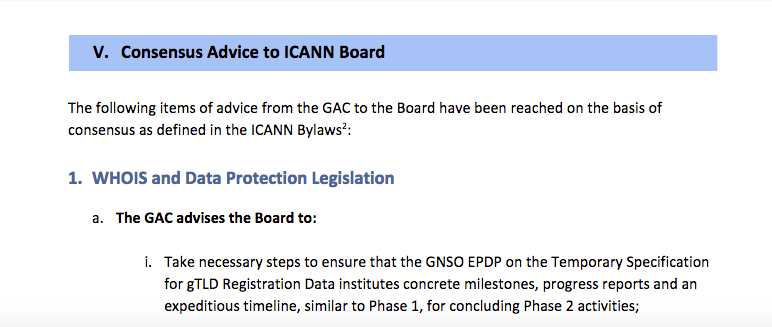 V. Consensus Advice to ICANN Board
The following items of advice from the GAC to the Board have been reached on the basis of
consensus as defined in the ICANN Bylaws²:
1. WHOIS and Data Protection Legislation
a. The GAC advises the Board to:
i. Take necessary steps to ensure that the GNSO EPDP on the Temporary Specification
for gTLD Registration Data institutes concrete milestones, progress reports and an
expeditious timeline, similar to Phase 1, for concluding Phase 2 activities;